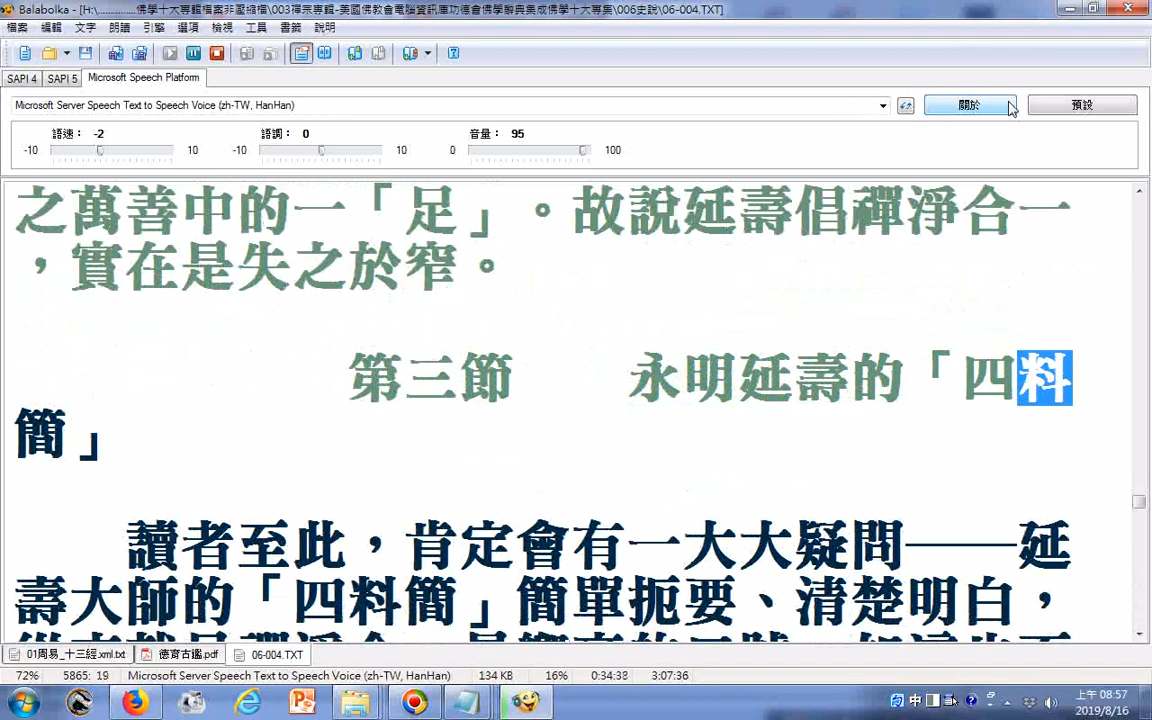 Balabolka - [H:\..............佛學十大專輯檔案非壓縮檔\003禪宗專輯-美國佛教會電腦資訊庫功德會佛學辭典集成佛學十大專集\006史說\06-004.TXT]
檔案 編輯 文字 朗讀 引擎 選項 檢視 工具 書籤 說明
SAPI 4 SAPI 5 Microsoft Speech Platform
Microsoft Server Speech Text to Speech Voice (zh-TW, HanHan) 關於 預設
語速： -2 語調： 0 音量： 95
-10 10 -10 10 0 100
之萬善中的一「足」。故說延壽倡禪淨合一
，實在是失之於窄。
第三節 永明延壽的「四料
簡」
讀者至此，肯定會有一大大疑問——延
壽大師的「四料簡」簡單扼要、清楚明白，
01周易_十三經.xml.txt 德育古鑑.pdf 06-004.TXT
72% 5865: 19 Microsoft Server Speech Text to Speech Voice (zh-TW, HanHan) 134 KB 16% 0:34:38 3:07:36
中 上午 08:57
2019/8/16